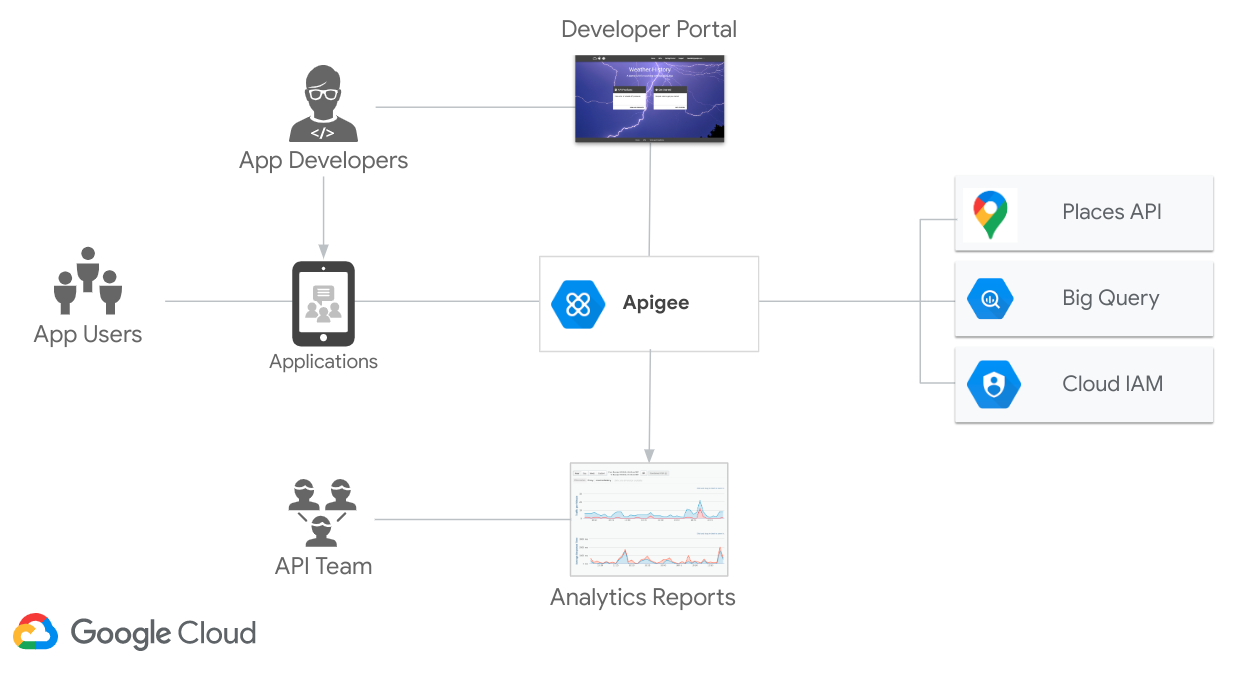 Developer Portal
Weather History
</>
App Developers
Places API
Apigee
Big Query
App Users
Applications
Cloud IAM
API Team
Analytics Reports
Google Cloud